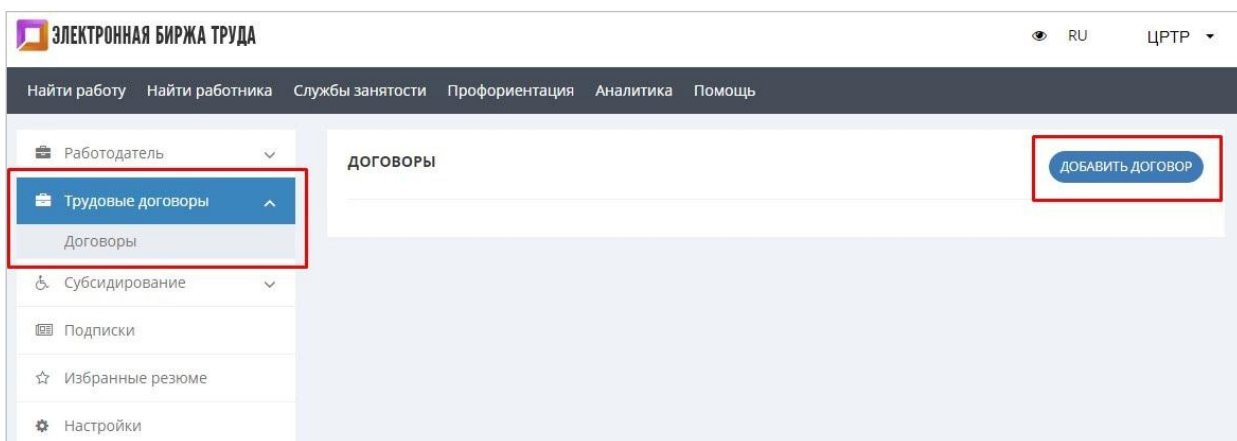 ЭЛЕКТРОННАЯ БИРЖА ТРУДА
RU ЦРТР
Найти работу Найти работника Службы занятости Профориентация Аналитика Помощь
Работодатель
Трудовые договоры
Договоры
Субсидирование
Подписки
Избранные резюме
Настройки
ДОГОВОРЫ
ДОБАВИТЬ ДОГОВОР